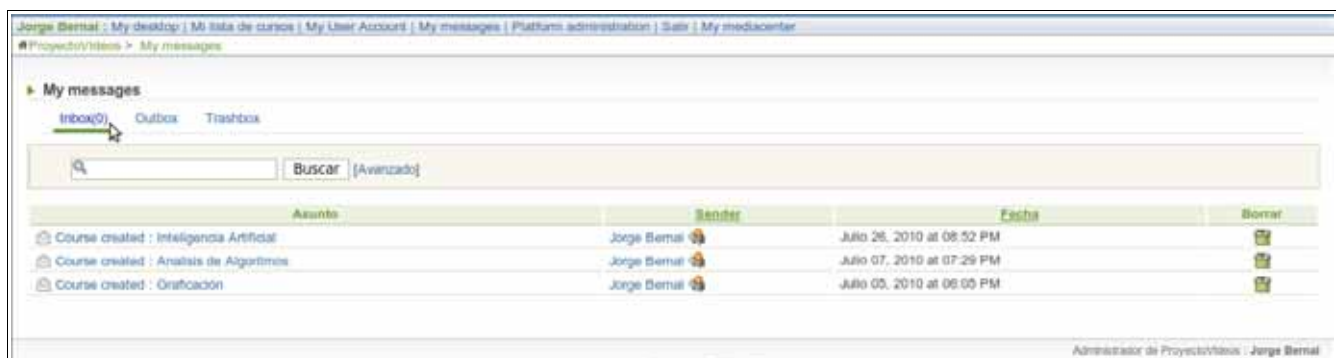 Jorge Bernal : My desktop | Mi lista de cursos | My User Account | My messages | Platform administration | Salir | My mediacenter
ProyectoVideos > My messages
My messages
Inbox(0) Outbox Trashbox
Buscar [Avanzado]
Asunto Sender Fecha Borrar
Course created : Inteligencia Artificial Jorge Bernal Julio 26, 2010 at 08:52 PM
Course created : Analisis de Algoritmos Jorge Bernal Julio 07, 2010 at 07:29 PM
Course created : Graficación Jorge Bernal Julio 05, 2010 at 06:05 PM
Administrador de ProyectoVideos : Jorge Bernal